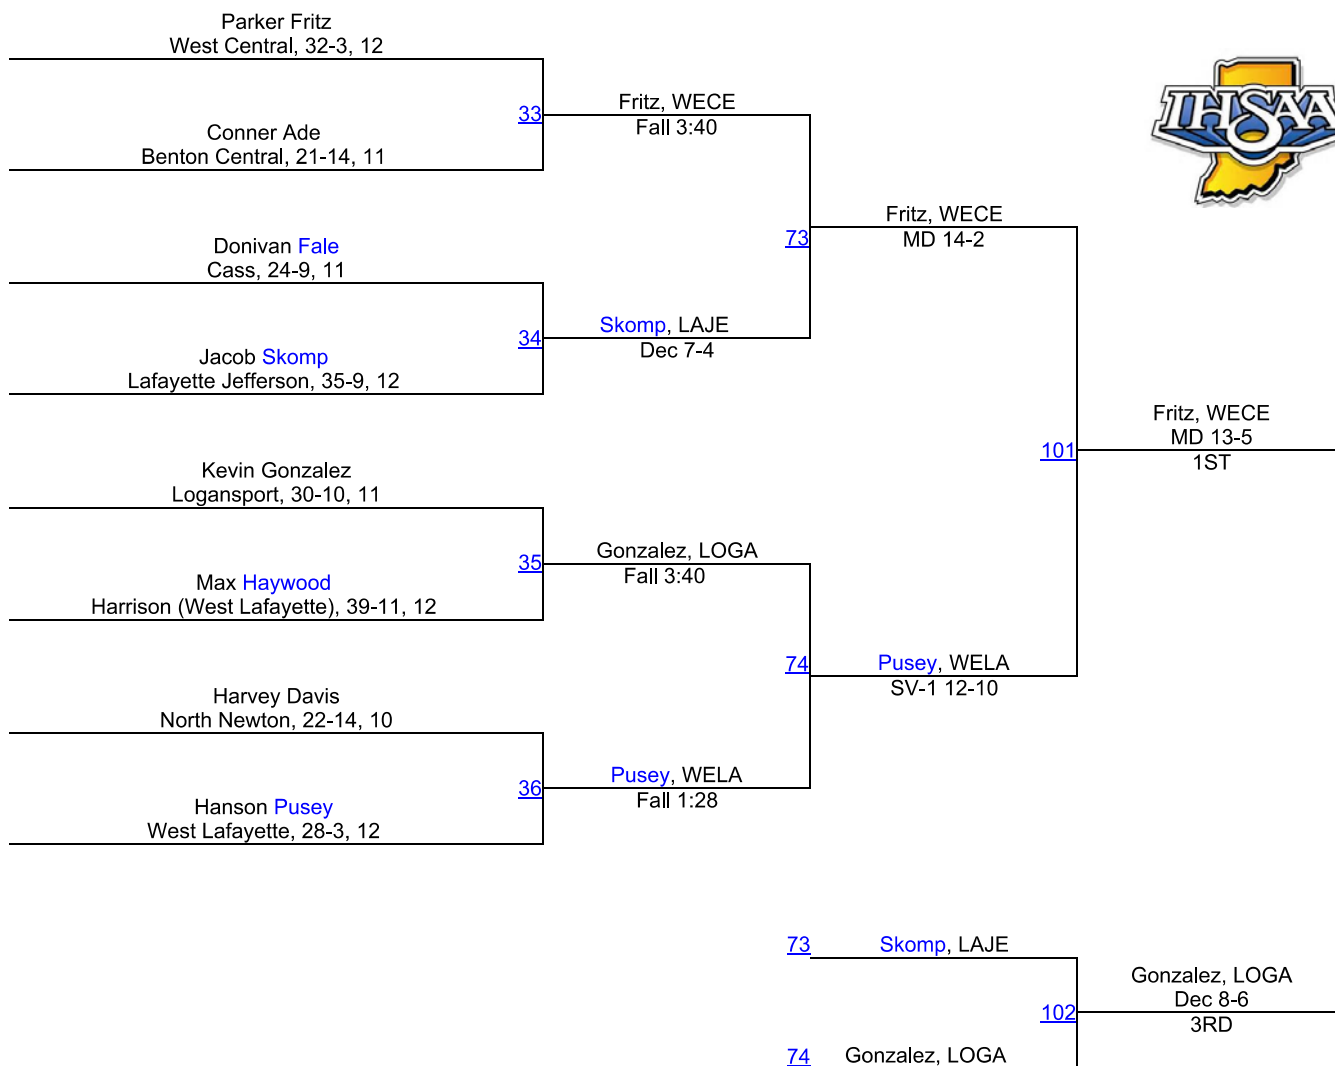 Parker Fritz
West Central, 32-3, 12
33
Fritz, WECE
Fall 3:40
Conner Ade
Benton Central, 21-14, 11
IHSAA
73
Fritz, WECE
MD 14-2
Donivan Fale
Cass, 24-9, 11
34
Skomp, LAJE
Dec 7-4
Jacob Skomp
Lafayette Jefferson, 35-9, 12
101
Fritz, WECE
MD 13-5
1ST
Kevin Gonzalez
Logansport, 30-10, 11
35
Gonzalez, LOGA
Fall 3:40
Max Haywood
Harrison (West Lafayette), 39-11, 12
74
Pusey, WELA
SV-1 12-10
Harvey Davis
North Newton, 22-14, 10
36
Pusey, WELA
Fall 1:28
Hanson Pusey
West Lafayette, 28-3, 12
73
Skomp, LAJE
102
Gonzalez, LOGA
Dec 8-6
3RD
74
Gonzalez, LOGA